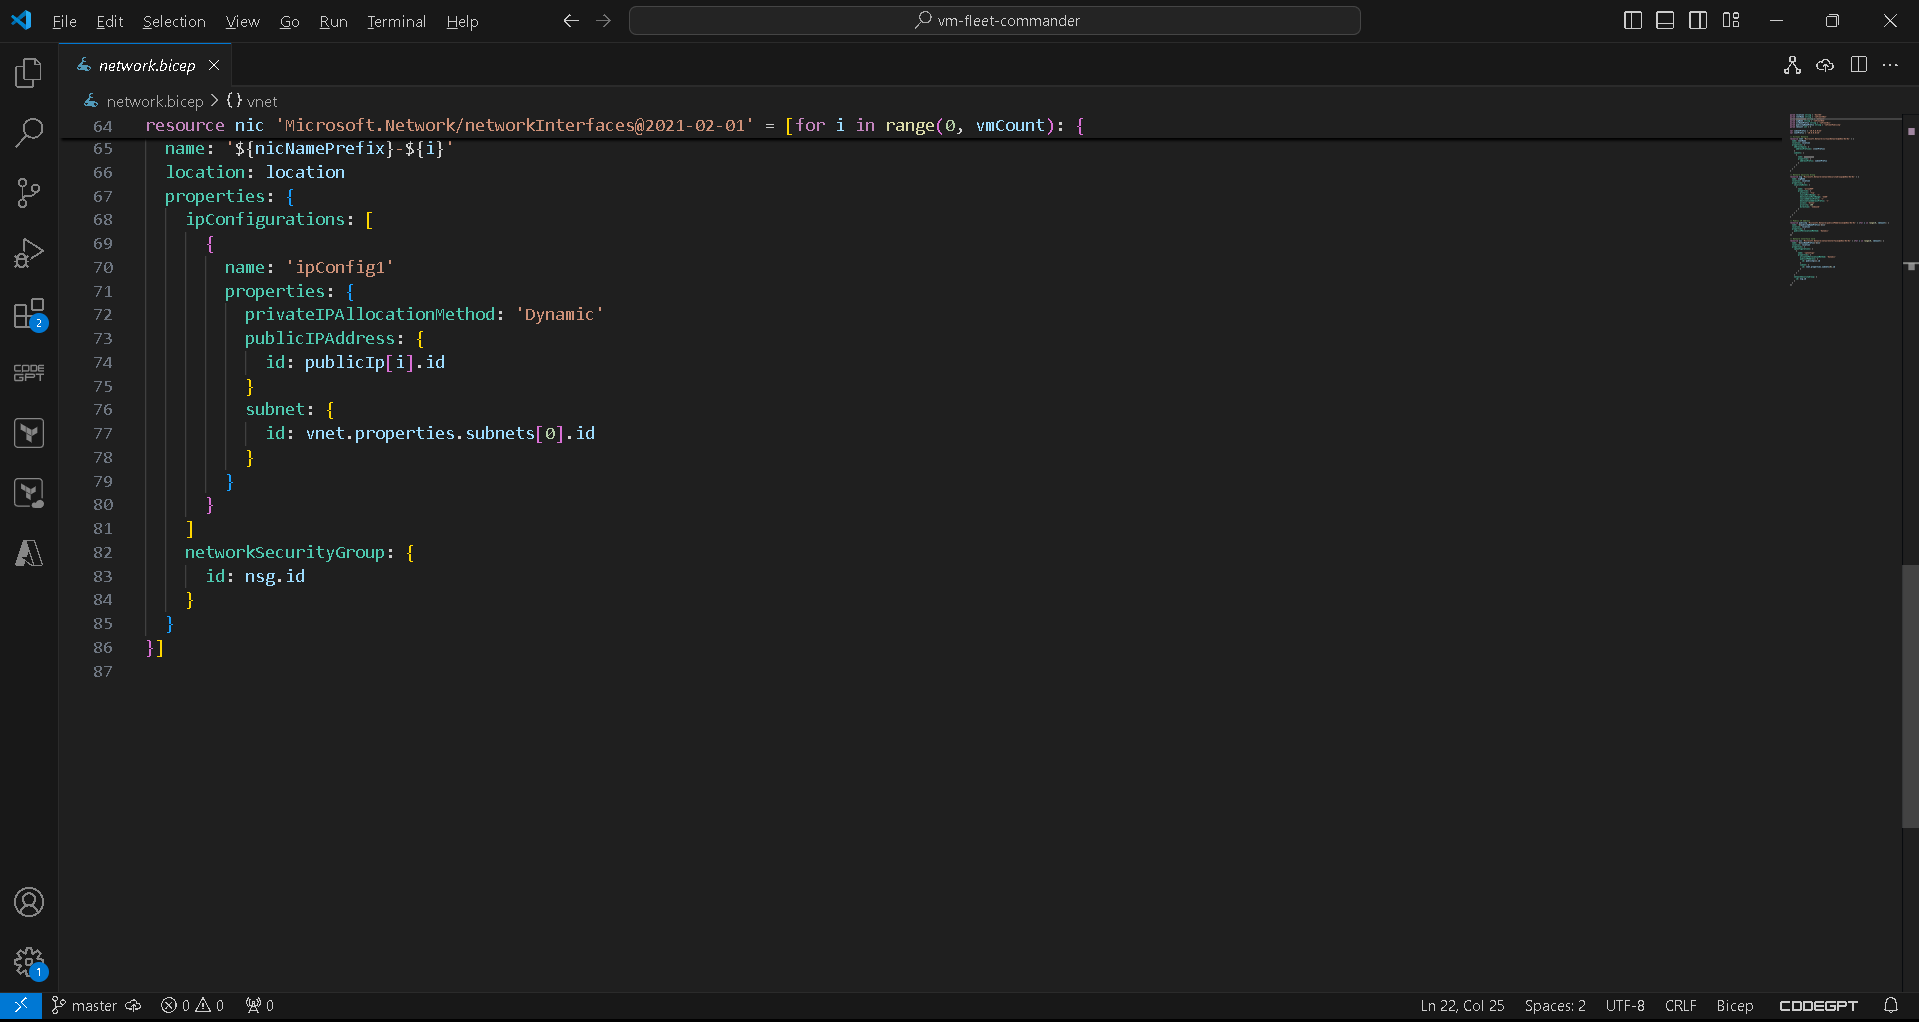 File Edit Selection View Go Run Terminal Help
vm-fleet-commander
network.bicep
network.bicep > {} vnet
64 resource nic 'Microsoft.Network/networkInterfaces@2021-02-01' = [for i in range(0, vmCount): {
65 name: '${nicNamePrefix}-${i}'
66 location: location
67 properties: {
68 ipConfigurations: [
69 {
70 name: 'ipConfig1'
71 properties: {
72 privateIPAllocationMethod: 'Dynamic'
73 publicIPAddress: {
74 id: publicIp[i].id
75 }
76 subnet: {
77 id: vnet.properties.subnets[0].id
78 }
79 }
80 }
81 ]
82 networkSecurityGroup: {
83 id: nsg.id
84 }
85 }
86 }]
87
2
CODE
GPT
1
master 0 0 0 Ln 22, Col 25 Spaces: 2 UTF-8 CRLF Bicep CODEGPT